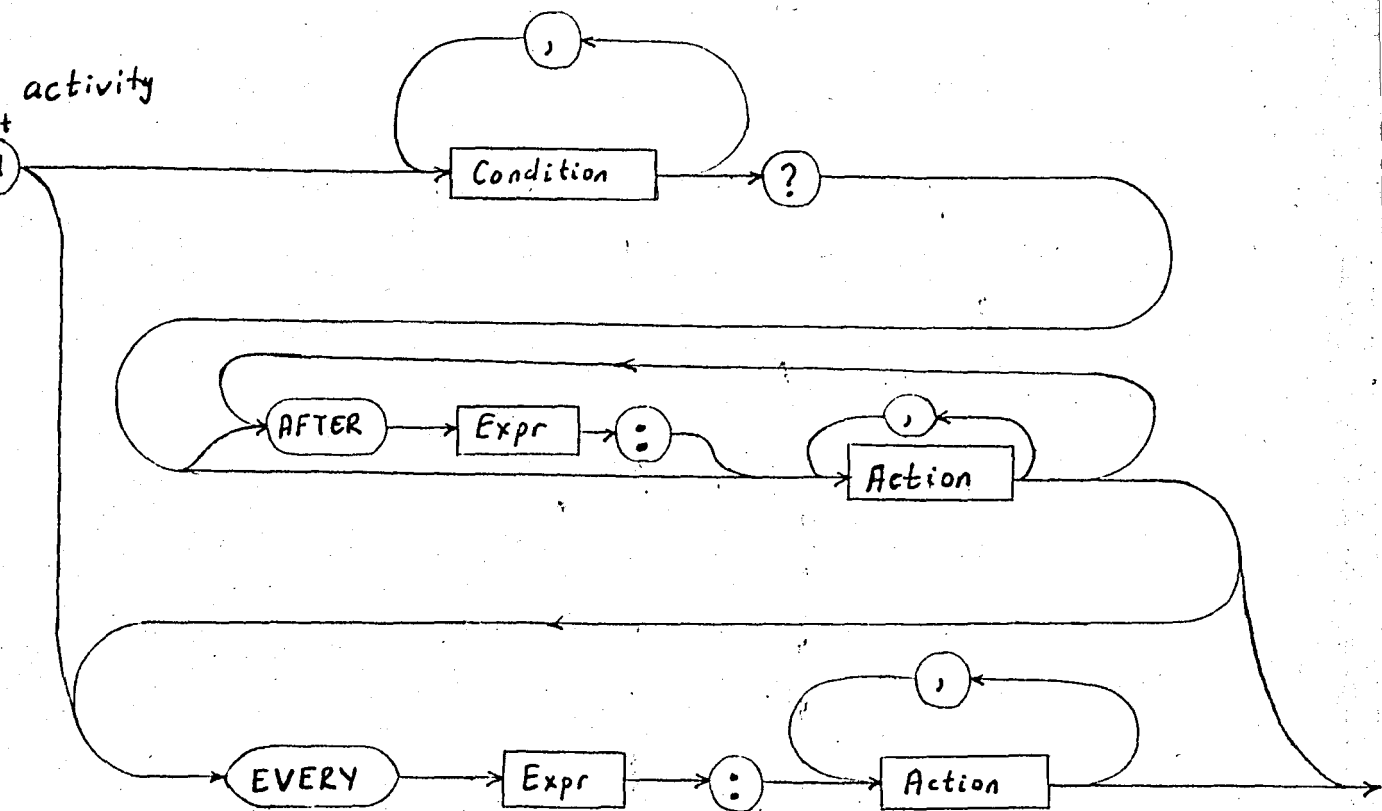 ,
activity
t
Condition ?
,
AFTER Expr : Action
,
EVERY Expr : Action